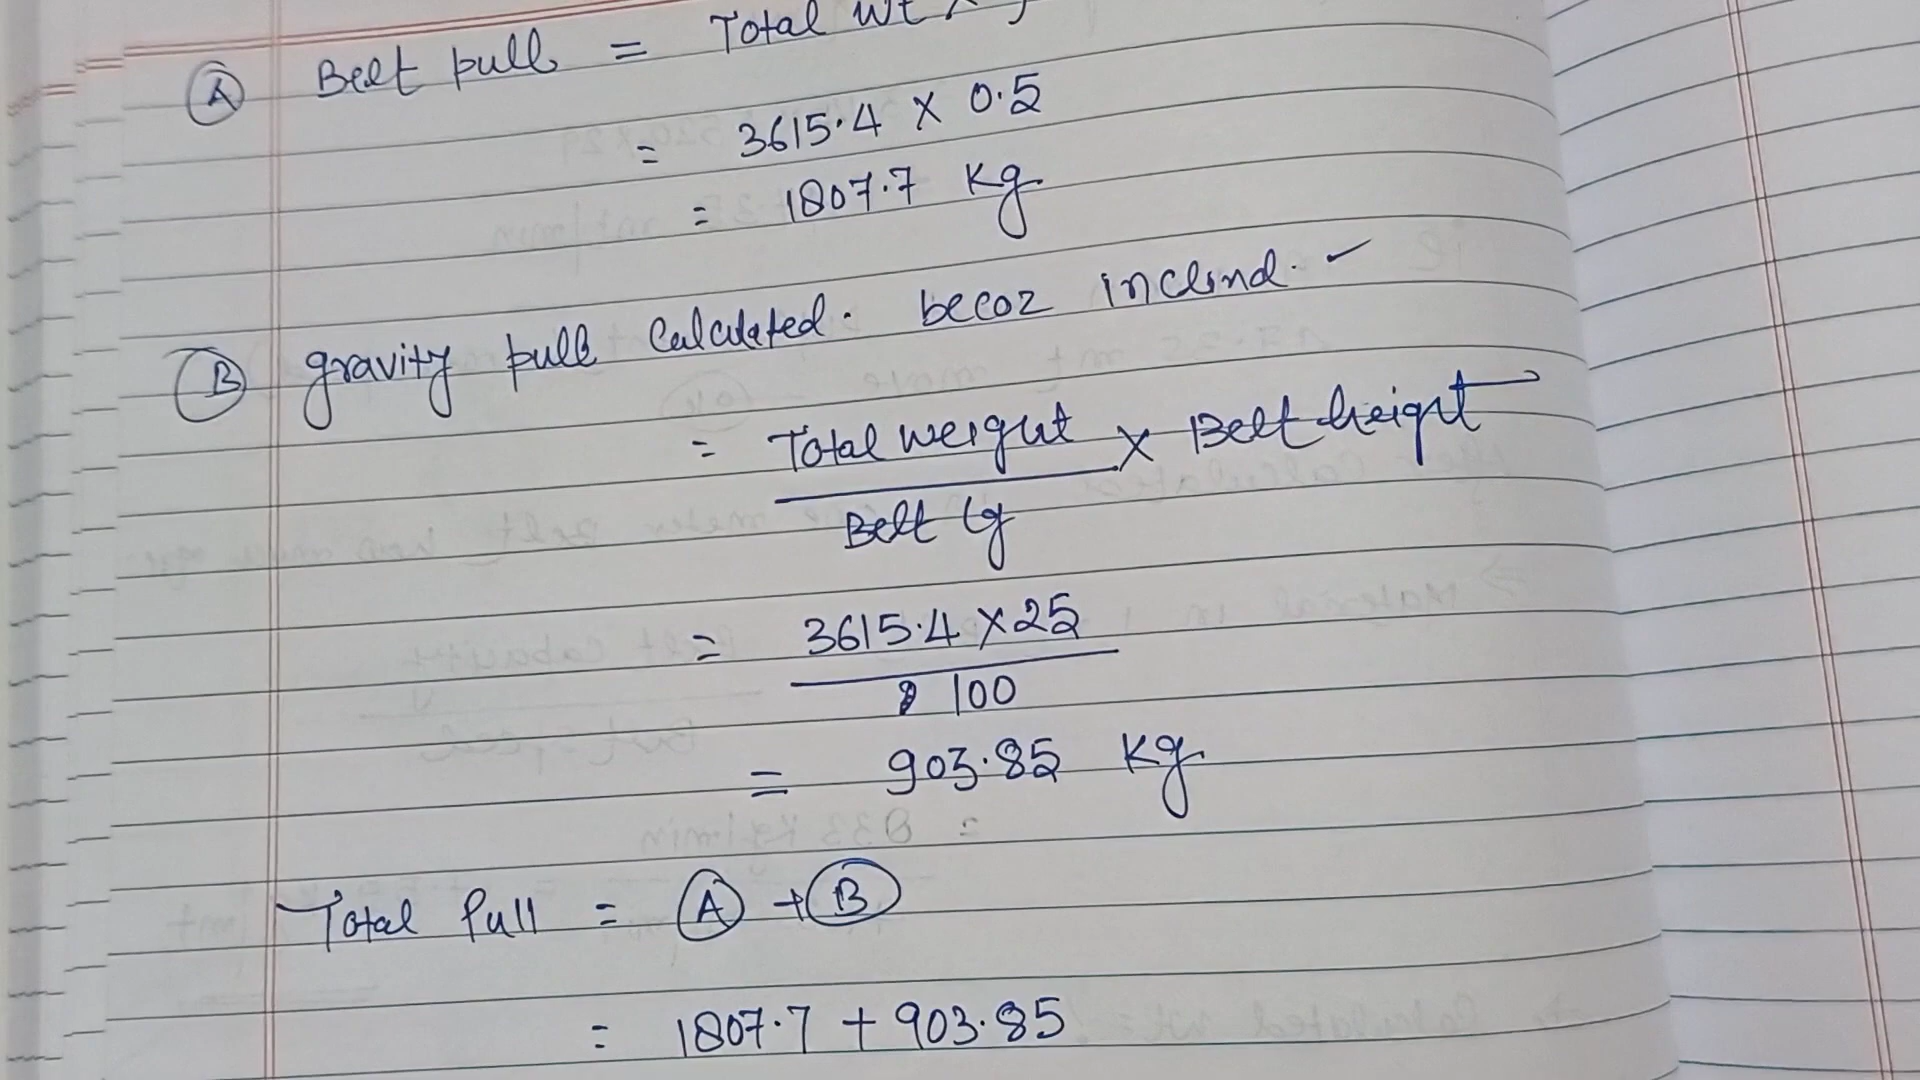 (A) Belt pull = Total wt ×
= 3615.4 X 0.5
= 1807.7 Kg
(B) gravity pull Calculated. becoz inclind.
= Total weight X Belt height
Belt lg
= 3615.4 X 25
100
= 903.85 Kg
Total Pull = (A) + (B)
= 1807.7 + 903.85